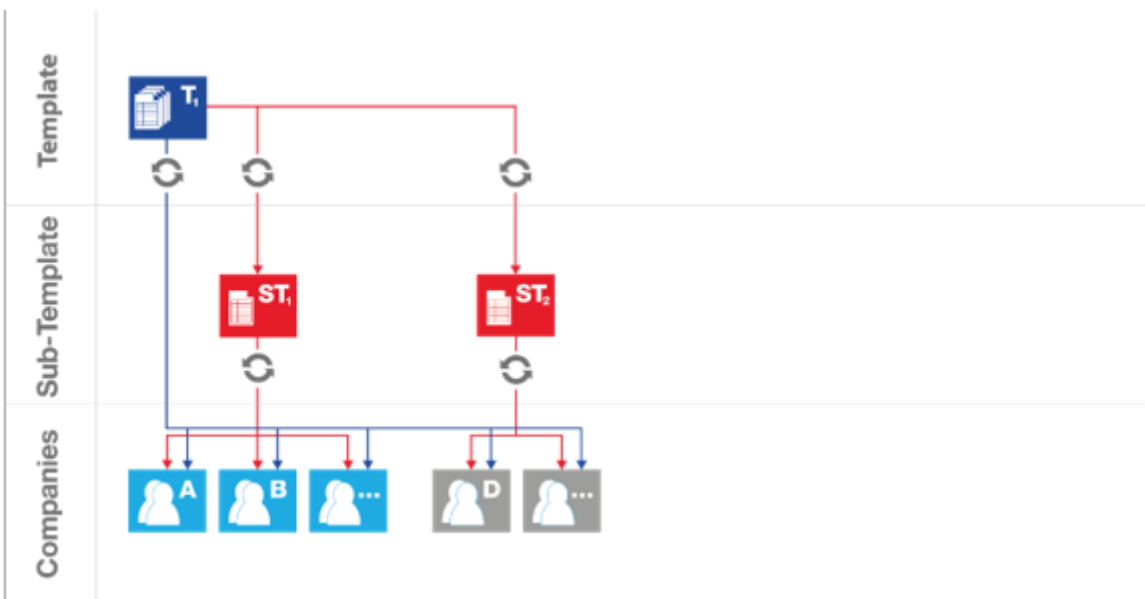 Template
T₁
Sub-Template
ST₁
ST₂
Companies
A
B
...
D
...